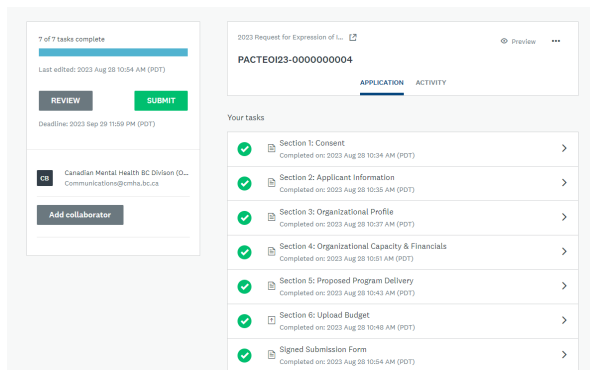 7 of 7 tasks complete
Last edited: 2023 Aug 28 10:54 AM (PDT)
REVIEW
SUBMIT
Deadline: 2023 Sep 29 11:59 PM (PDT)
CB
Canadian Mental Health BC Divison (O...
Communications@cmha.bc.ca
Add collaborator
2023 Request for Expression of i...
Preview
PACTEOI23-0000000004
APPLICATION
ACTIVITY
Your tasks
Section 1: Consent
Completed on: 2023 Aug 28 10:34 AM (PDT)
Section 2: Applicant Information
Completed on: 2023 Aug 28 10:35 AM (PDT)
Section 3: Organizational Profile
Completed on: 2023 Aug 28 10:37 AM (PDT)
Section 4: Organizational Capacity & Financials
Completed on: 2023 Aug 28 10:51 AM (PDT)
Section 5: Proposed Program Delivery
Completed on: 2023 Aug 28 10:43 AM (PDT)
Section 6: Upload Budget
Completed on: 2023 Aug 28 10:48 AM (PDT)
Signed Submission Form
Completed on: 2023 Aug 28 10:54 AM (PDT)